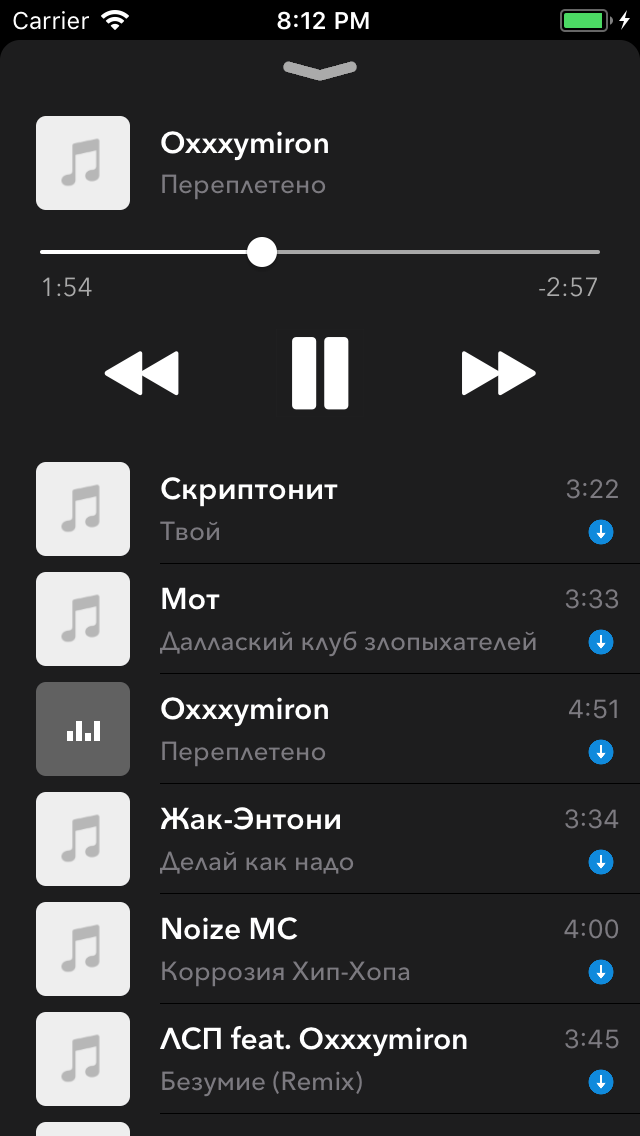 Carrier 8:12 PM
Oxxxymiron
Переплетено
1:54 -2:57
Скриптонит 3:22
Твой
Мот 3:33
Даллаский клуб злопыхателей
Oxxxymiron 4:51
Переплетено
Жак-Энтони 3:34
Делай как надо
Noize MC 4:00
Коррозия Хип-Хопа
ЛСП feat. Oxxxymiron 3:45
Безумие (Remix)